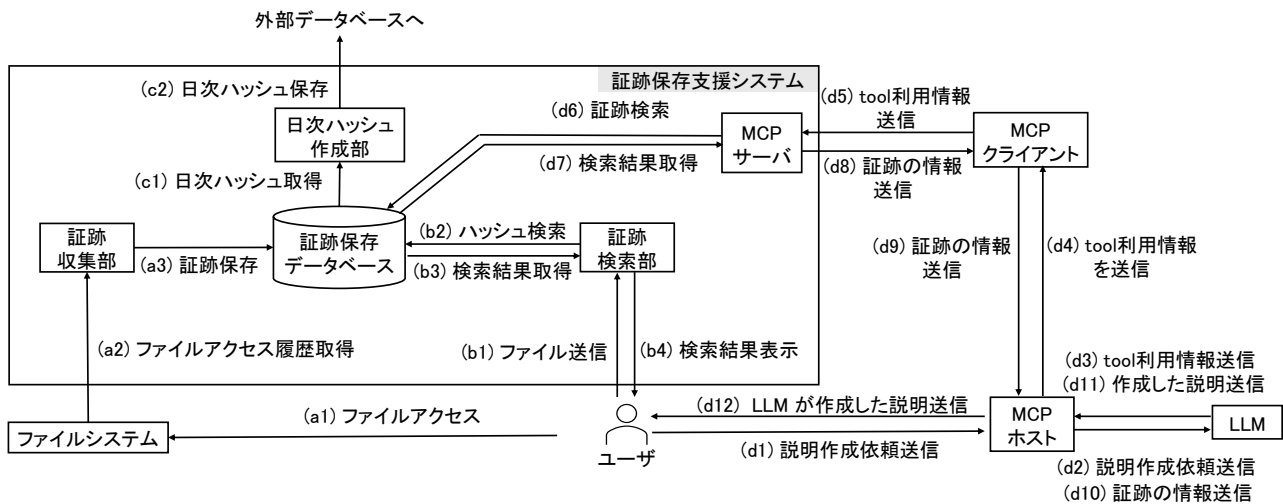 外部データベースへ
証跡保存支援システム
(c2) 日次ハッシュ保存
日次ハッシュ
作成部
(c1) 日次ハッシュ取得
(d6) 証跡検索
(d7) 検索結果取得
MCP
サーバ
(d5) tool利用情報
送信
(d8) 証跡の情報
送信
MCP
クライアント
証跡
収集部
(a3) 証跡保存
証跡保存
データベース
(b2) ハッシュ検索
(b3) 検索結果取得
証跡
検索部
(d9) 証跡の情報
送信
(d4) tool利用情報
を送信
(a2) ファイルアクセス履歴取得
(b1) ファイル送信
(b4) 検索結果表示
(d3) tool利用情報送信
(d11) 作成した説明送信
ファイルシステム
(a1) ファイルアクセス
ユーザ
(d12) LLM が作成した説明送信
(d1) 説明作成依頼送信
MCP
ホスト
LLM
(d2) 説明作成依頼送信
(d10) 証跡の情報送信